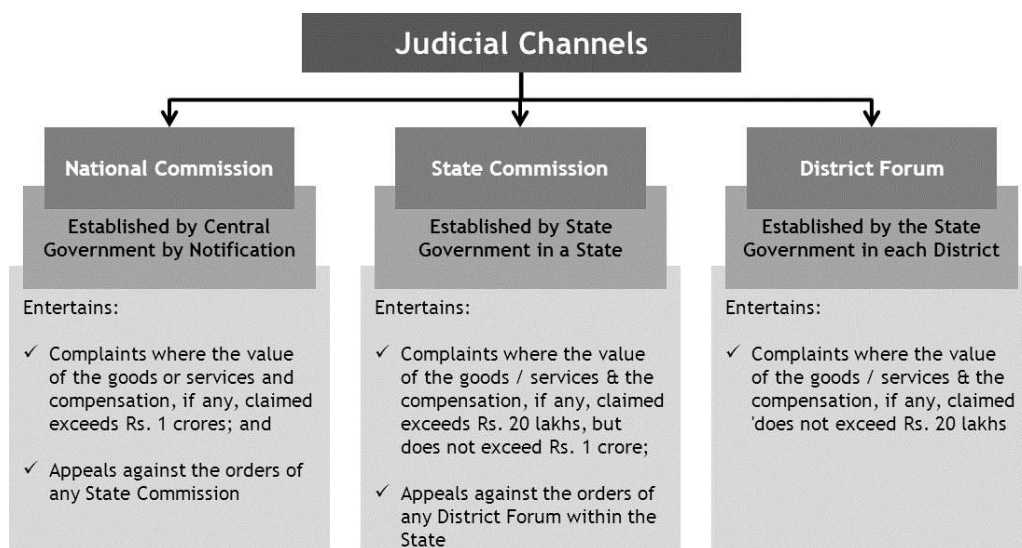 Judicial Channels
National Commission
Established by Central
Government by Notification
Entertains:
✓ Complaints where the value
of the goods or services and
compensation, if any, claimed
exceeds Rs. 1 crores; and
✓ Appeals against the orders of
any State Commission
State Commission
Established by State
Government in a State
Entertains:
✓ Complaints where the value
of the goods / services & the
compensation, if any, claimed
exceeds Rs. 20 lakhs, but
does not exceed Rs. 1 crore;
✓ Appeals against the orders of
any District Forum within the
State
District Forum
Established by the State
Government in each District
Entertains:
✓ Complaints where the value
of the goods / services & the
compensation, if any, claimed
'does not exceed Rs. 20 lakhs